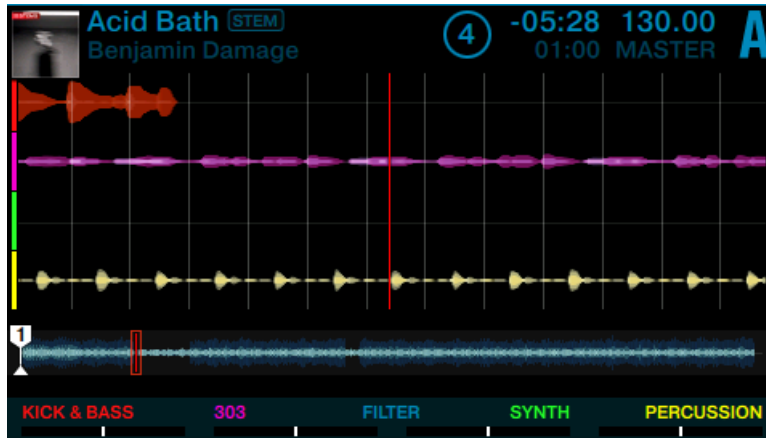 Acid Bath STEM
Benjamin Damage
4
-05:28 130.00
01:00 MASTER
A
1
KICK & BASS 303 FILTER SYNTH PERCUSSION